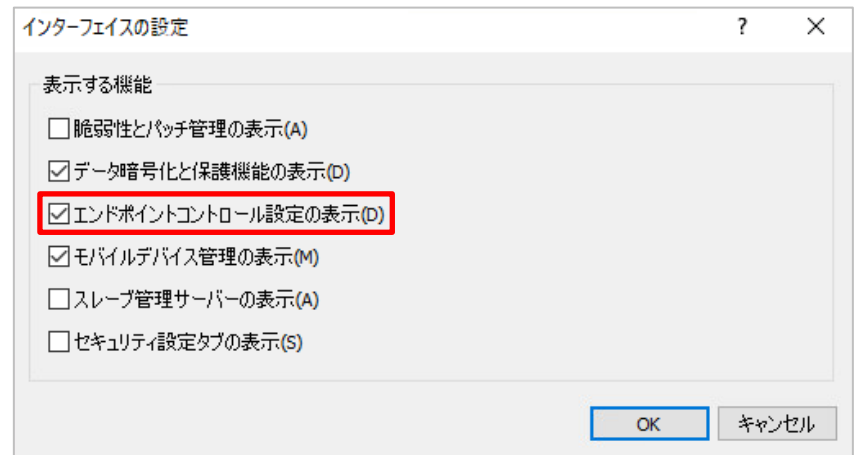 インターフェイスの設定
?
表示する機能
脆弱性とパッチ管理の表示(A)
データ暗号化と保護機能の表示(D)
エンドポイントコントロール設定の表示(D)
モバイルデバイス管理の表示(M)
スレーブ管理サーバーの表示(A)
セキュリティ設定タブの表示(S)
OK
キャンセル